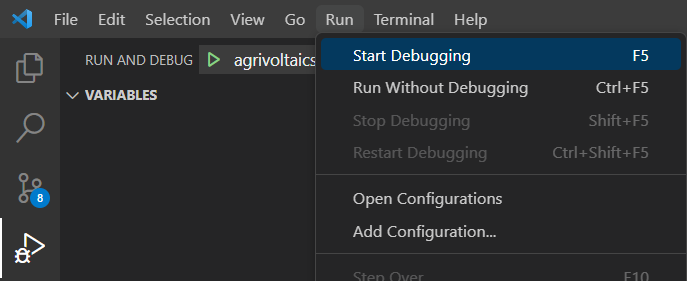 File Edit Selection View Go Run Terminal Help
RUN AND DEBUG agrivoltaics
VARIABLES
8
Start Debugging F5
Run Without Debugging Ctrl+F5
Stop Debugging Shift+F5
Restart Debugging Ctrl+Shift+F5
Open Configurations
Add Configuration...
Step Over F10